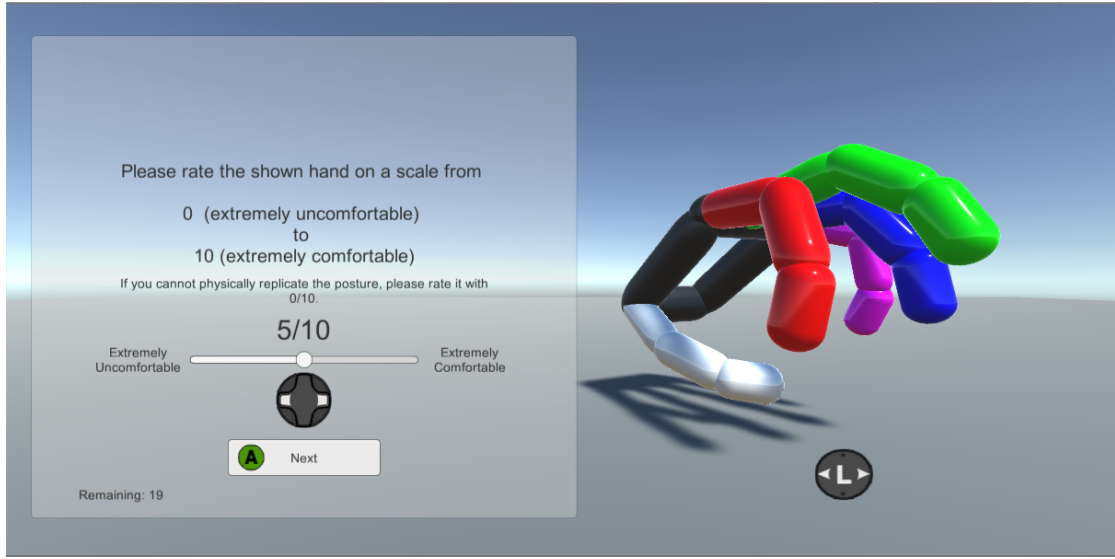 Please rate the shown hand on a scale from
0 (extremely uncomfortable)
to
10 (extremely comfortable)
If you cannot physically replicate the posture, please rate it with
0/10.
5/10
Extremely
Uncomfortable
Extremely
Comfortable
A Next
Remaining: 19
L